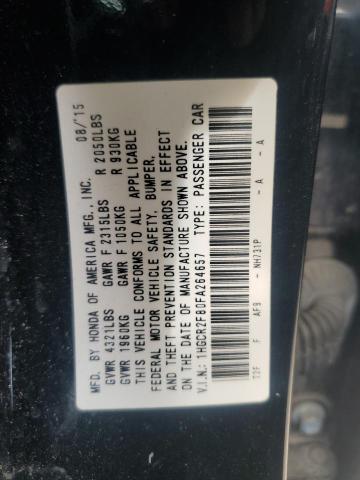 MFD. BY HONDA OF AMERICA MFG., INC. 08/'15
GVWR 4321LBS GAWR F 2315LBS R 2050LBS
GVWR 1960KG GAWR F 1050KG R 930KG
THIS VEHICLE CONFORMS TO ALL APPLICABLE
FEDERAL MOTOR VEHICLE SAFETY, BUMPER,
AND THEFT PREVENTION STANDARDS IN EFFECT
ON THE DATE OF MANUFACTURE SHOWN ABOVE.
V.I.N.: 1HGCR2F80FA264657 TYPE: PASSENGER CAR
T2F F AF9 - NH731P - A - A